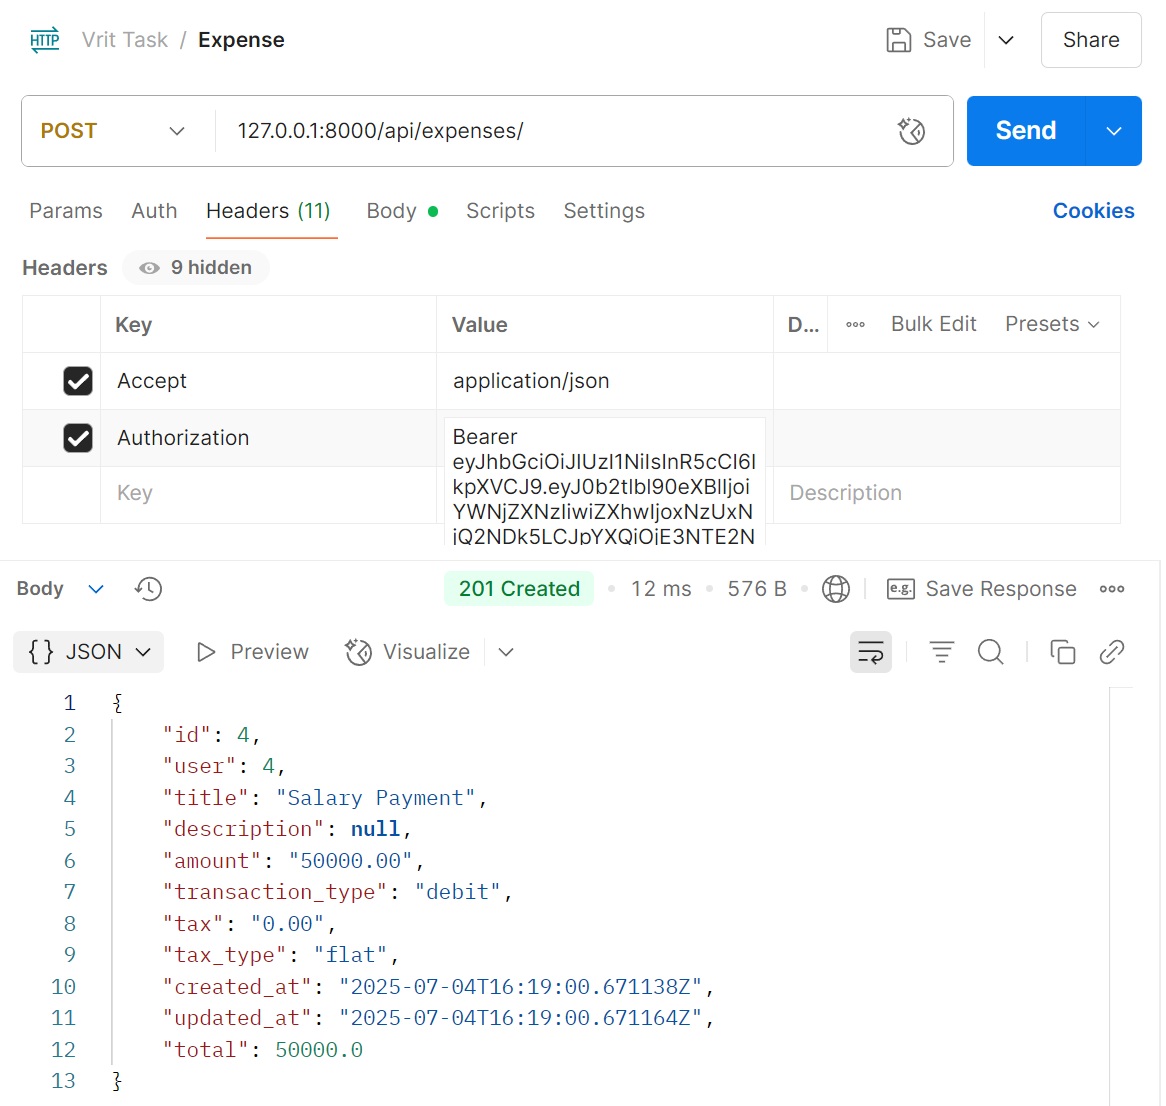 HTTP Vrit Task / Expense Save Share
POST 127.0.0.1:8000/api/expenses/ Send
Params Auth Headers (11) Body Scripts Settings Cookies
Headers 9 hidden
Key Value D... Bulk Edit Presets
Accept application/json
Authorization Bearer
eyJhbGciOiJIUzI1NiIsInR5cCI6I
kpXVCJ9.eyJ0b2tlbl90eXBlIjoi
YWNjZXNzIiwiZXhwIjoxNzUxN
jQ2NDk5LCJpYXQiOjE3NTE2N
Key Description
Body 201 Created 12 ms 576 B e.g. Save Response
{} JSON Preview Visualize
1 {
2 "id": 4,
3 "user": 4,
4 "title": "Salary Payment",
5 "description": null,
6 "amount": "50000.00",
7 "transaction_type": "debit",
8 "tax": "0.00",
9 "tax_type": "flat",
10 "created_at": "2025-07-04T16:19:00.671138Z",
11 "updated_at": "2025-07-04T16:19:00.671164Z",
12 "total": 50000.0
13 }